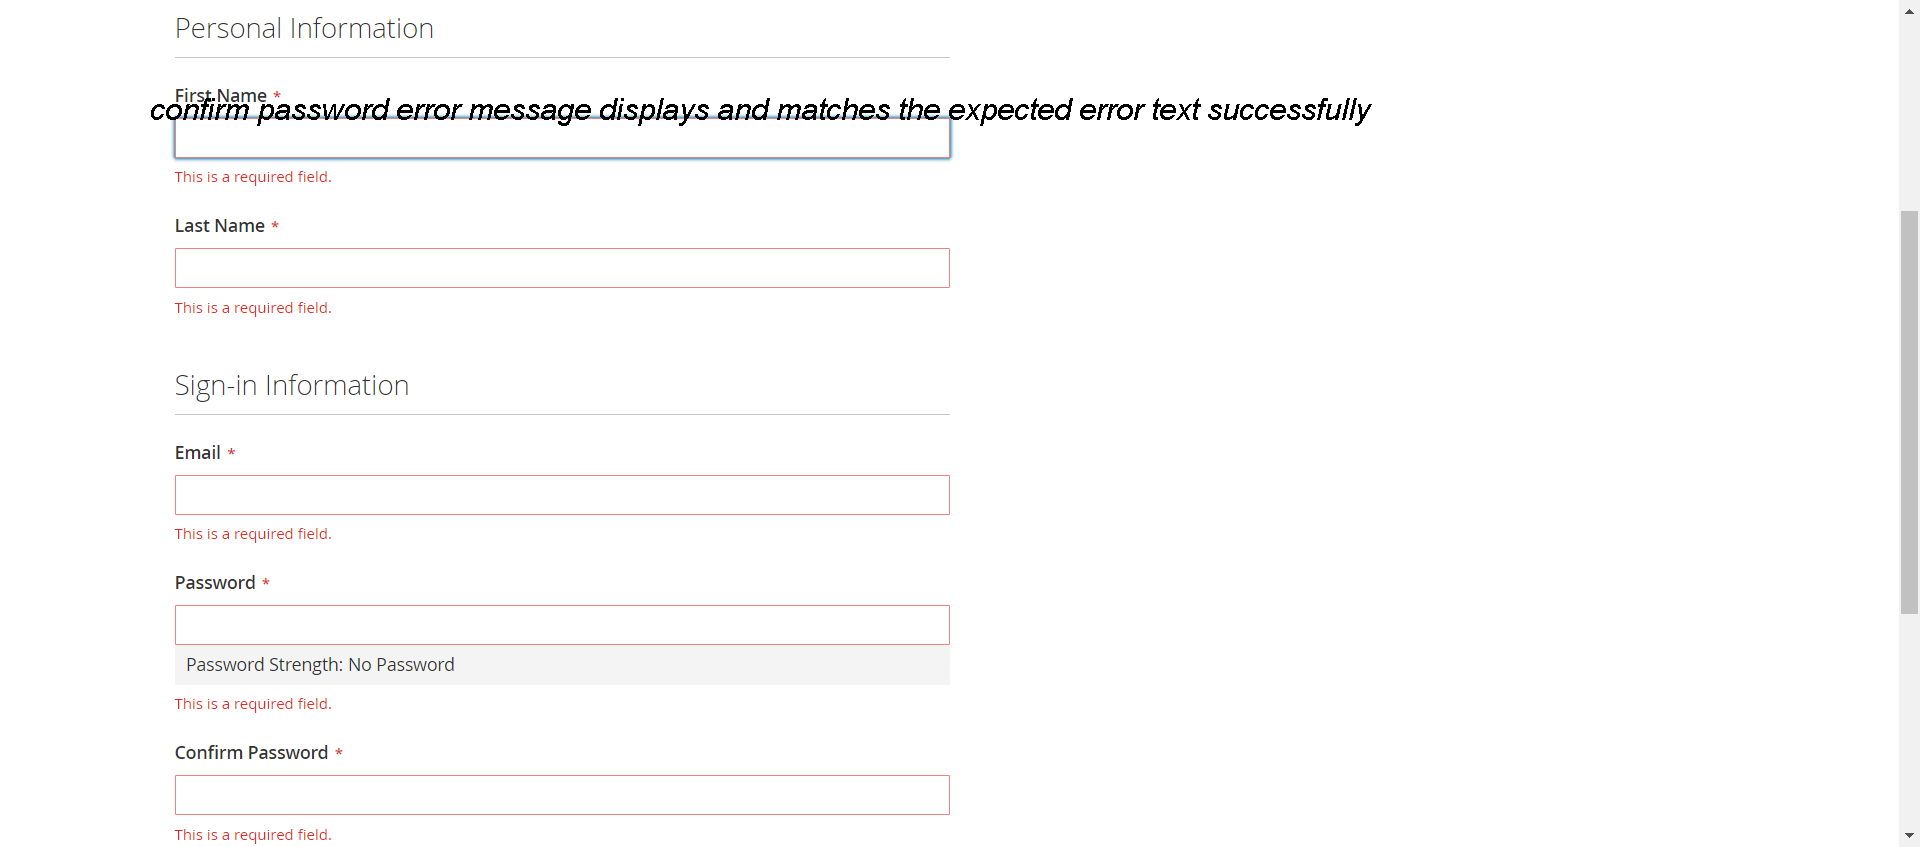 Personal Information
First Name *
confirm password error message displays and matches the expected error text successfully
This is a required field.
Last Name *
This is a required field.
Sign-in Information
Email *
This is a required field.
Password *
Password Strength: No Password
This is a required field.
Confirm Password *
This is a required field.